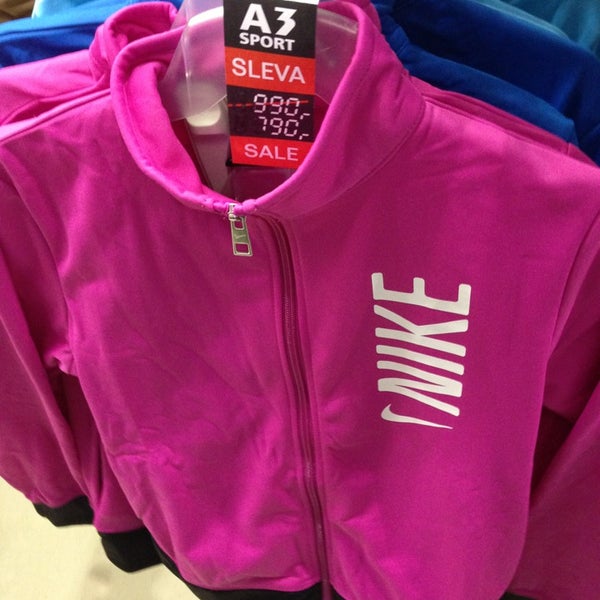 A3
SPORT
SLEVA
990,-
790,-
SALE
NIKE